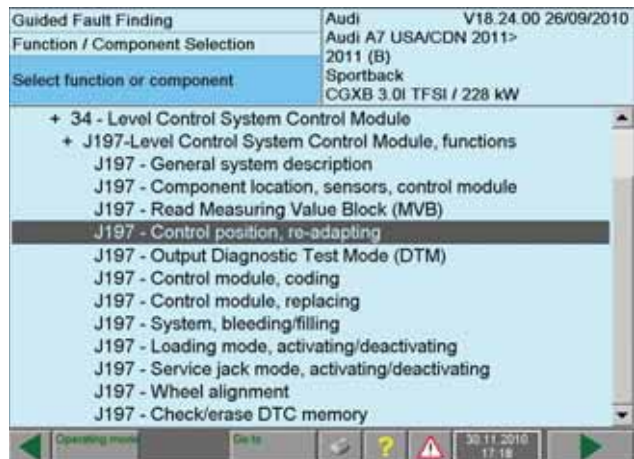 Guided Fault Finding
Function / Component Selection
Select function or component
Audi V18.24.00 26/09/2010
Audi A7 USA/CDN 2011>
2011 (B)
Sportback
CGXB 3.0l TFSI / 228 kW
+ 34 - Level Control System Control Module
+ J197-Level Control System Control Module, functions
J197 - General system description
J197 - Component location, sensors, control module
J197 - Read Measuring Value Block (MVB)
J197 - Control position, re-adapting
J197 - Output Diagnostic Test Mode (DTM)
J197 - Control module, coding
J197 - Control module, replacing
J197 - System, bleeding/filling
J197 - Loading mode, activating/deactivating
J197 - Service jack mode, activating/deactivating
J197 - Wheel alignment
J197 - Check/erase DTC memory
Operating mode
Go to
?
30.11.2010
17:18